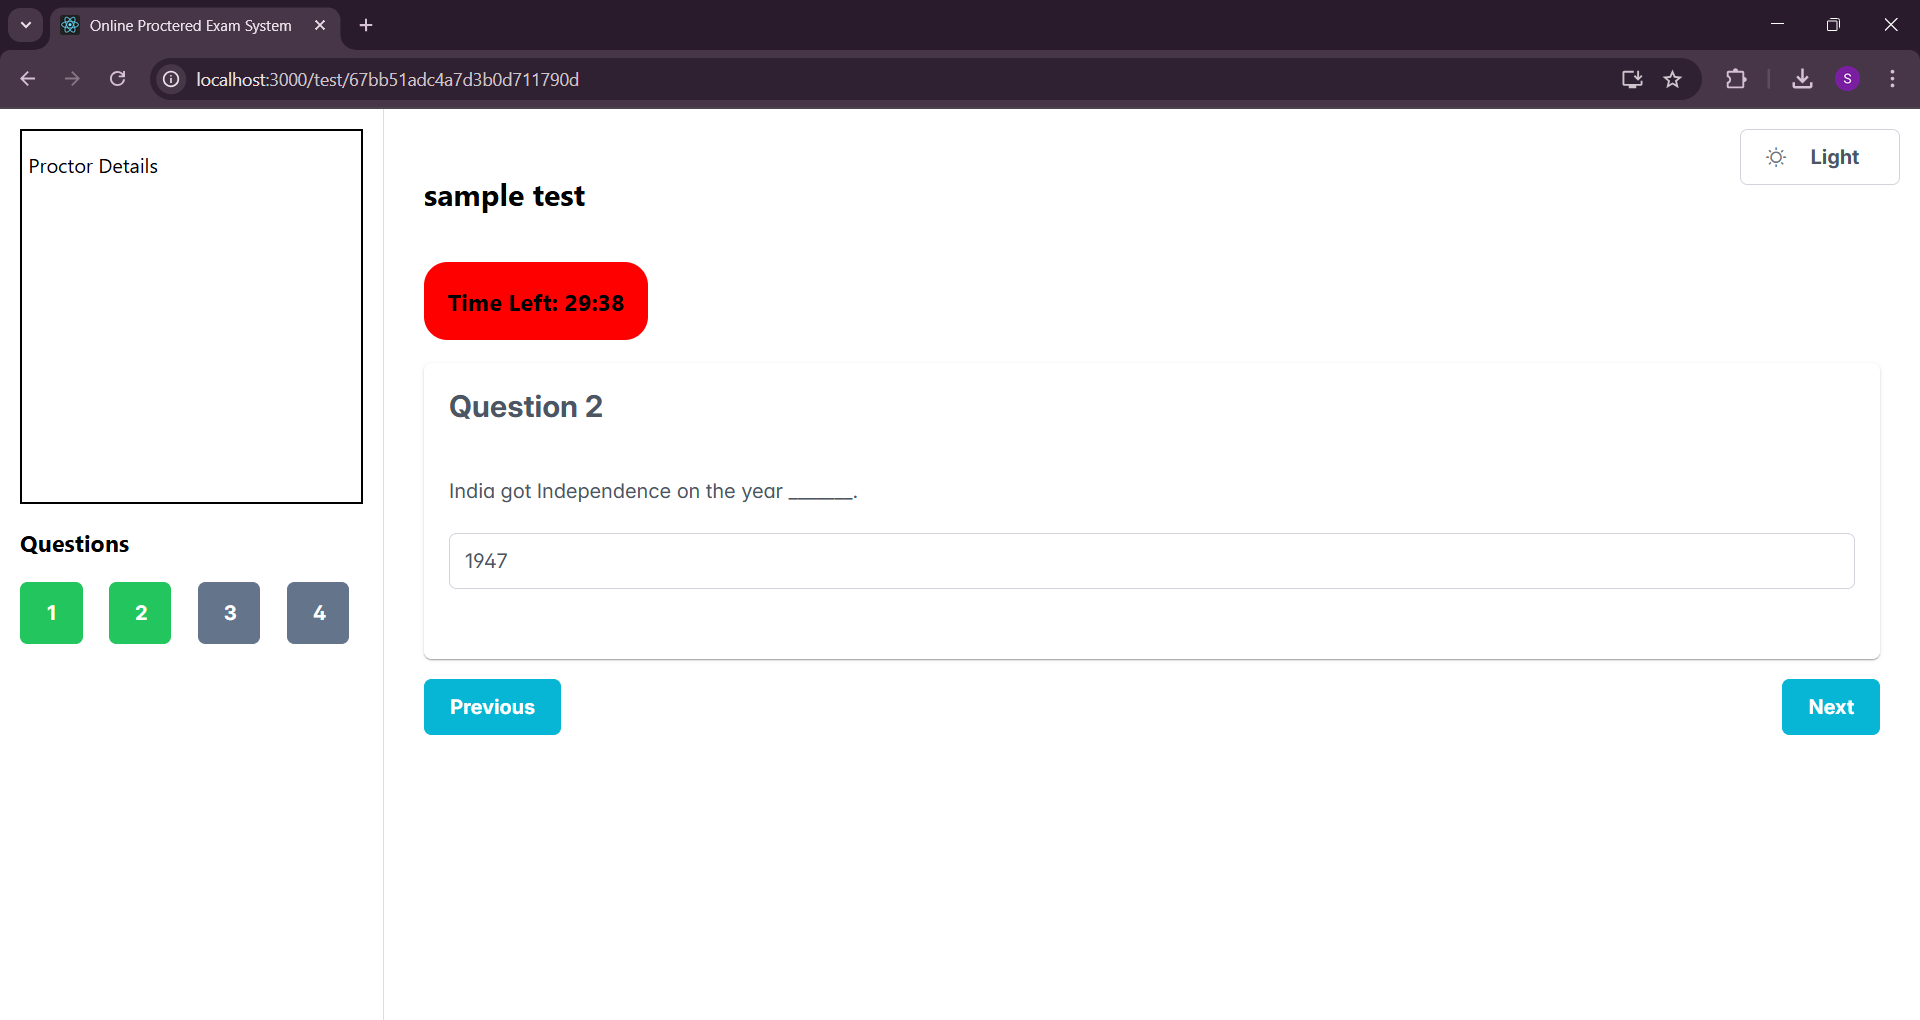 Online Proctered Exam System
localhost:3000/test/67bb51adc4a7d3b0d711790d
S
Proctor Details
Light
sample test
Time Left: 29:38
Question 2
India got Independence on the year _______.
1947
Questions
1 2 3 4
Previous
Next